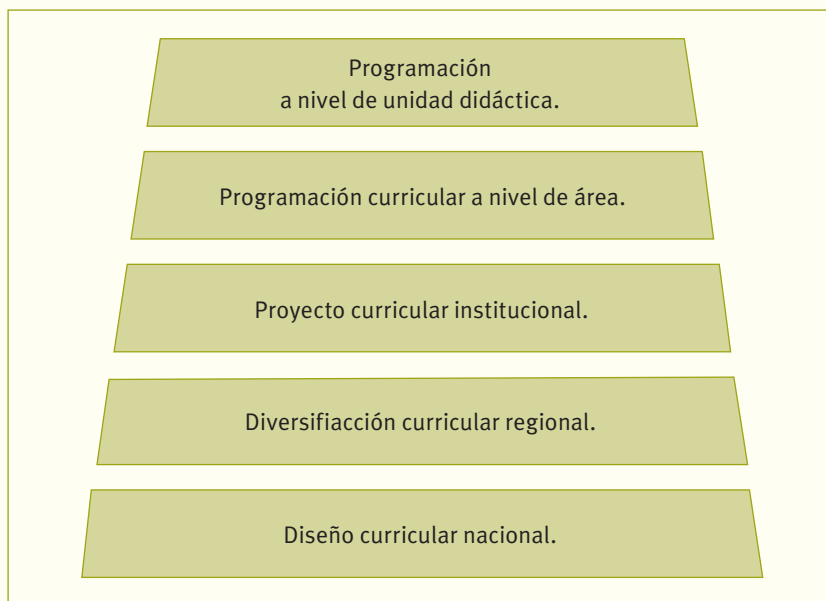 Programación
a nivel de unidad didáctica.
Programación curricular a nivel de área.
Proyecto curricular institucional.
Diversifiacción curricular regional.
Diseño curricular nacional.